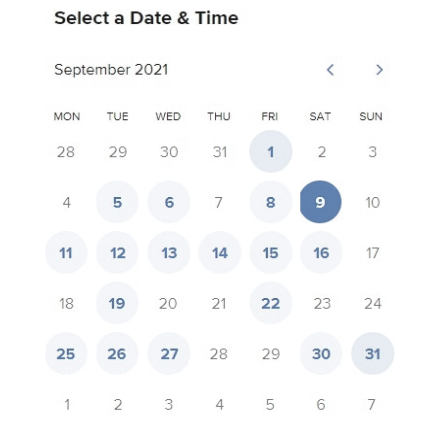 Select a Date & Time
September 2021
MON TUE WED THU FRI SAT SUN
28 29 30 31 1 2 3
4 5 6 7 8 9 10
11 12 13 14 15 16 17
18 19 20 21 22 23 24
25 26 27 28 29 30 31
1 2 3 4 5 6 7